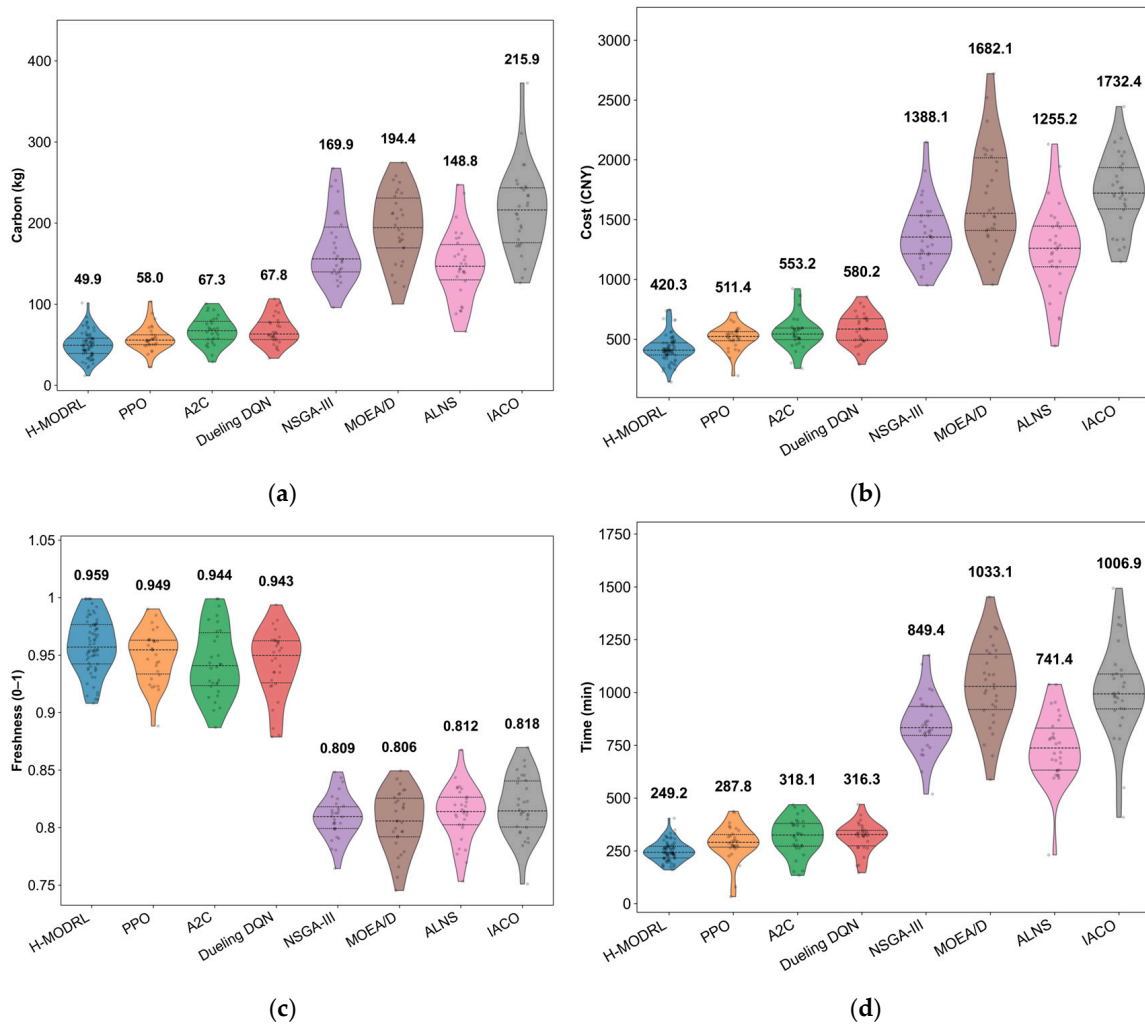 400
300
200
100
0
Carbon (kg)
49.9
58.0
67.3
67.8
169.9
194.4
148.8
215.9
H-MODRL
PPO
A2C
Dueling DQN
NSGA-III
MOEA/D
ALNS
IACO
(a)
3000
2500
2000
1500
1000
500
0
Cost (CNY)
420.3
511.4
553.2
580.2
1388.1
1682.1
1255.2
1732.4
H-MODRL
PPO
A2C
Dueling DQN
NSGA-III
MOEA/D
ALNS
IACO
(b)
1.05
1
0.95
0.9
0.85
0.8
0.75
Freshness (0–1)
0.959
0.949
0.944
0.943
0.809
0.806
0.812
0.818
H-MODRL
PPO
A2C
Dueling DQN
NSGA-III
MOEA/D
ALNS
IACO
(c)
1750
1500
1250
1000
750
500
250
0
Time (min)
249.2
287.8
318.1
316.3
849.4
1033.1
741.4
1006.9
H-MODRL
PPO
A2C
Dueling DQN
NSGA-III
MOEA/D
ALNS
IACO
(d)